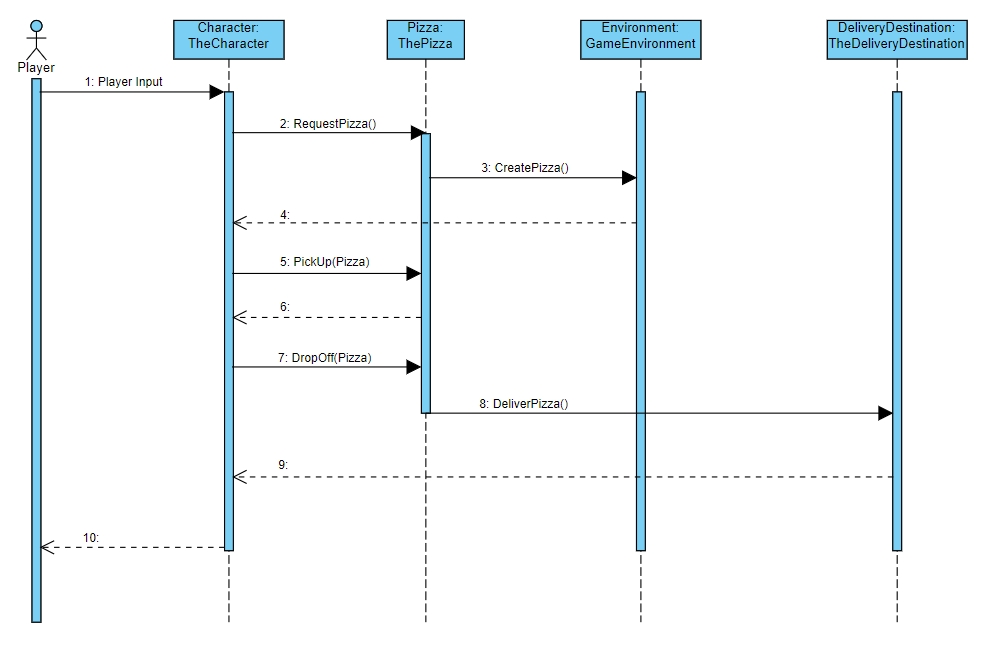 Player
Character:
TheCharacter
Pizza:
ThePizza
Environment:
GameEnvironment
DeliveryDestination:
TheDeliveryDestination
1: Player Input
2: RequestPizza()
3: CreatePizza()
4:
5: PickUp(Pizza)
6:
7: DropOff(Pizza)
8: DeliverPizza()
9:
10: